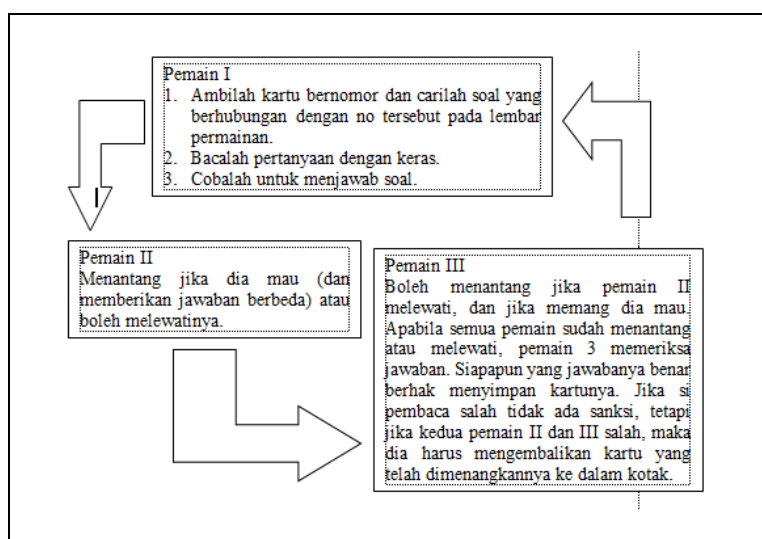 Pemain I
1. Ambilah kartu bernomor dan carilah soal yang
berhubungan dengan no tersebut pada lembar
permainan.
2. Bacalah pertanyaan dengan keras.
3. Cobalah untuk menjawab soal.
Pemain II
Menantang jika dia mau (dan
memberikan jawaban berbeda) atau
boleh melewatinya.
Pemain III
Boleh menantang jika pemain II
melewati, dan jika memang dia mau.
Apabila semua pemain sudah menantang
atau melewati, pemain 3 memeriksa
jawaban. Siapapun yang jawabanya benar
berhak menyimpan kartunya. Jika si
pembaca salah tidak ada sanksi, tetapi
jika kedua pemain II dan III salah, maka
dia harus mengembalikan kartu yang
telah dimenangkannya ke dalam kotak.